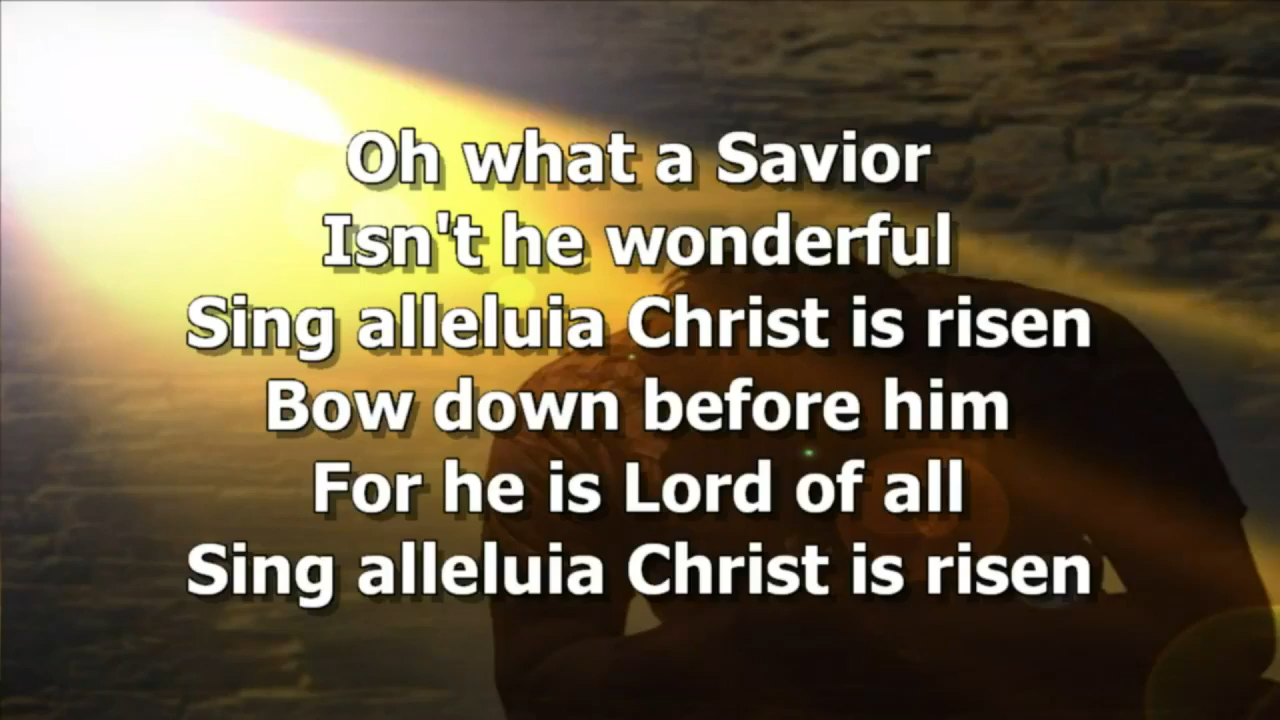 Oh what a Savior
Isn't he wonderful
Sing alleluia Christ is risen
Bow down before him
For he is Lord of all
Sing alleluia Christ is risen